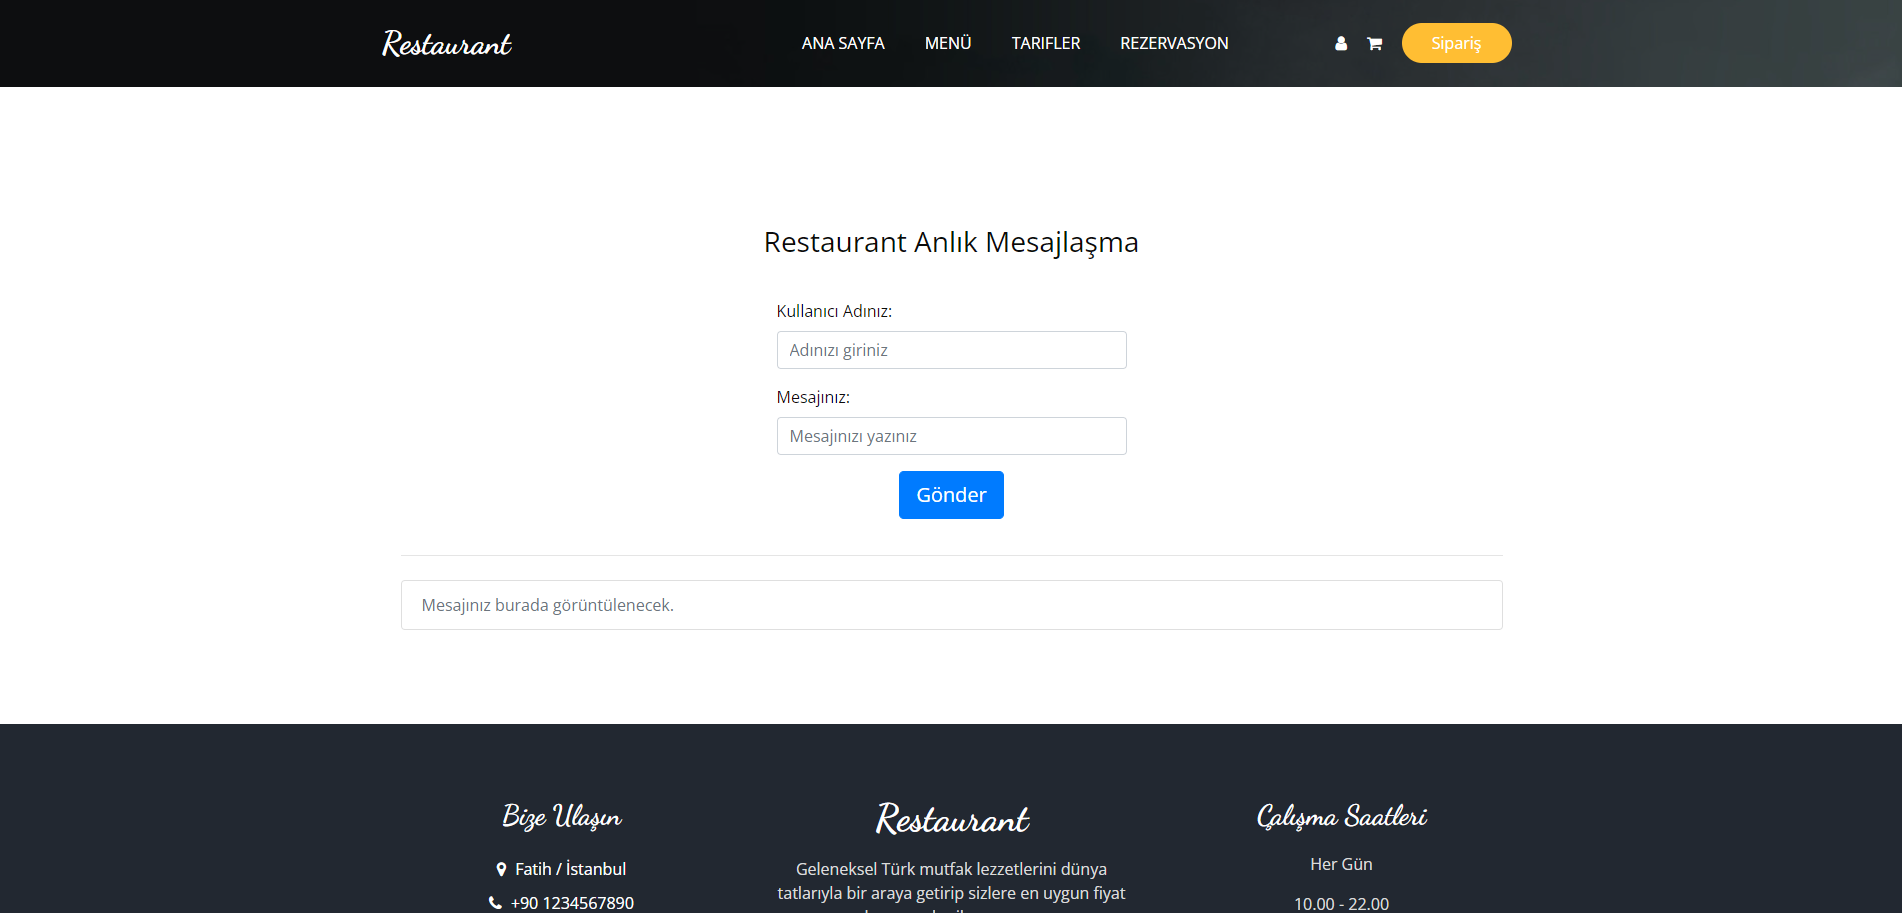 Restaurant
ANA SAYFA MENÜ TARIFLER REZERVASYON Sipariş
Restaurant Anlık Mesajlaşma
Kullanıcı Adınız:
Adınızı giriniz
Mesajınız:
Mesajınızı yazınız
Gönder
Mesajınız burada görüntülenecek.
Bize Ulaşın
Fatih / İstanbul
+90 1234567890
Restaurant
Geleneksel Türk mutfak lezzetlerini dünya
tatlarıyla bir araya getirip sizlere en uygun fiyat
Çalışma Saatleri
Her Gün
10.00 - 22.00